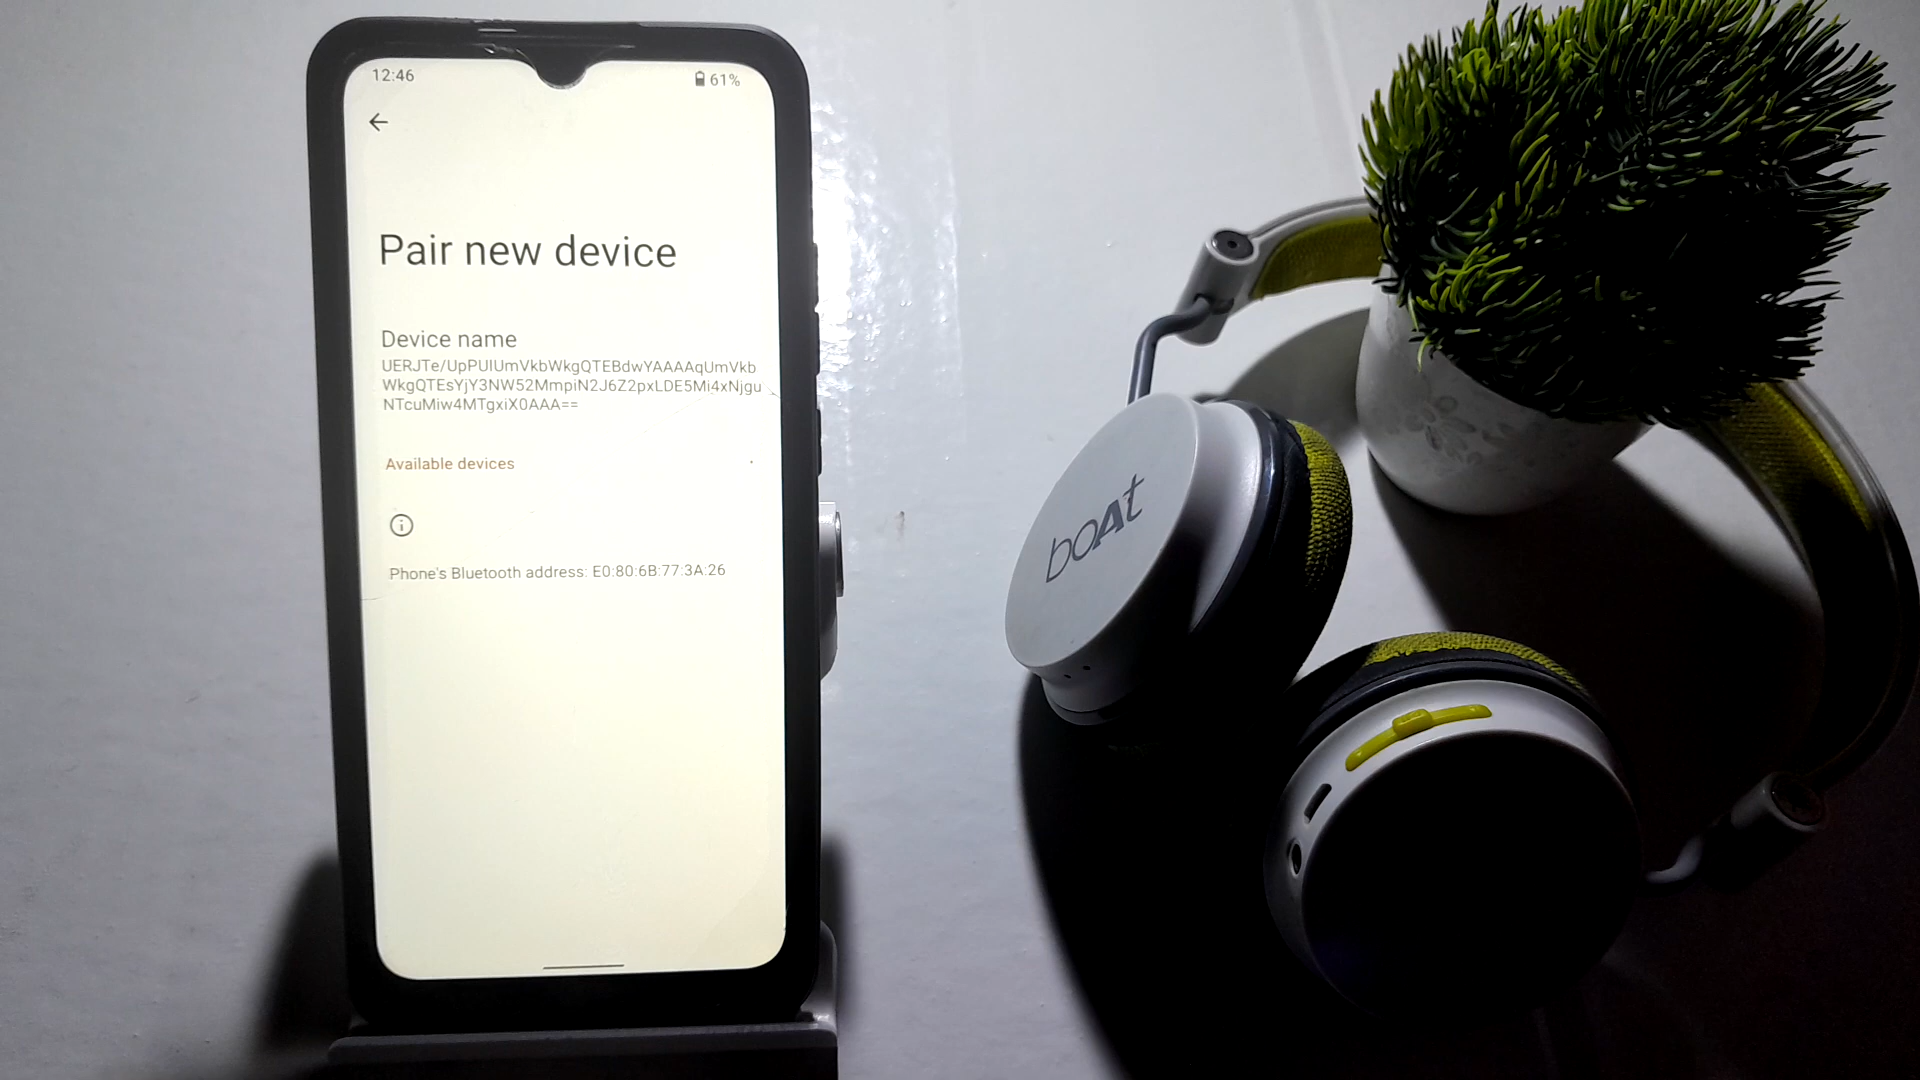 12:46
61%
Pair new device
Device name
UERJTe/UpPUlUmVkbWkgQTEBdwYAAAAqUmVkb
WkgQTEsYjY3NW52MmpiN2J6Z2pxLDE5Mi4xNjgu
NTcuMiw4MTgxiX0AAA==
Available devices
Phone's Bluetooth address: E0:80:6B:77:3A:26
boAt